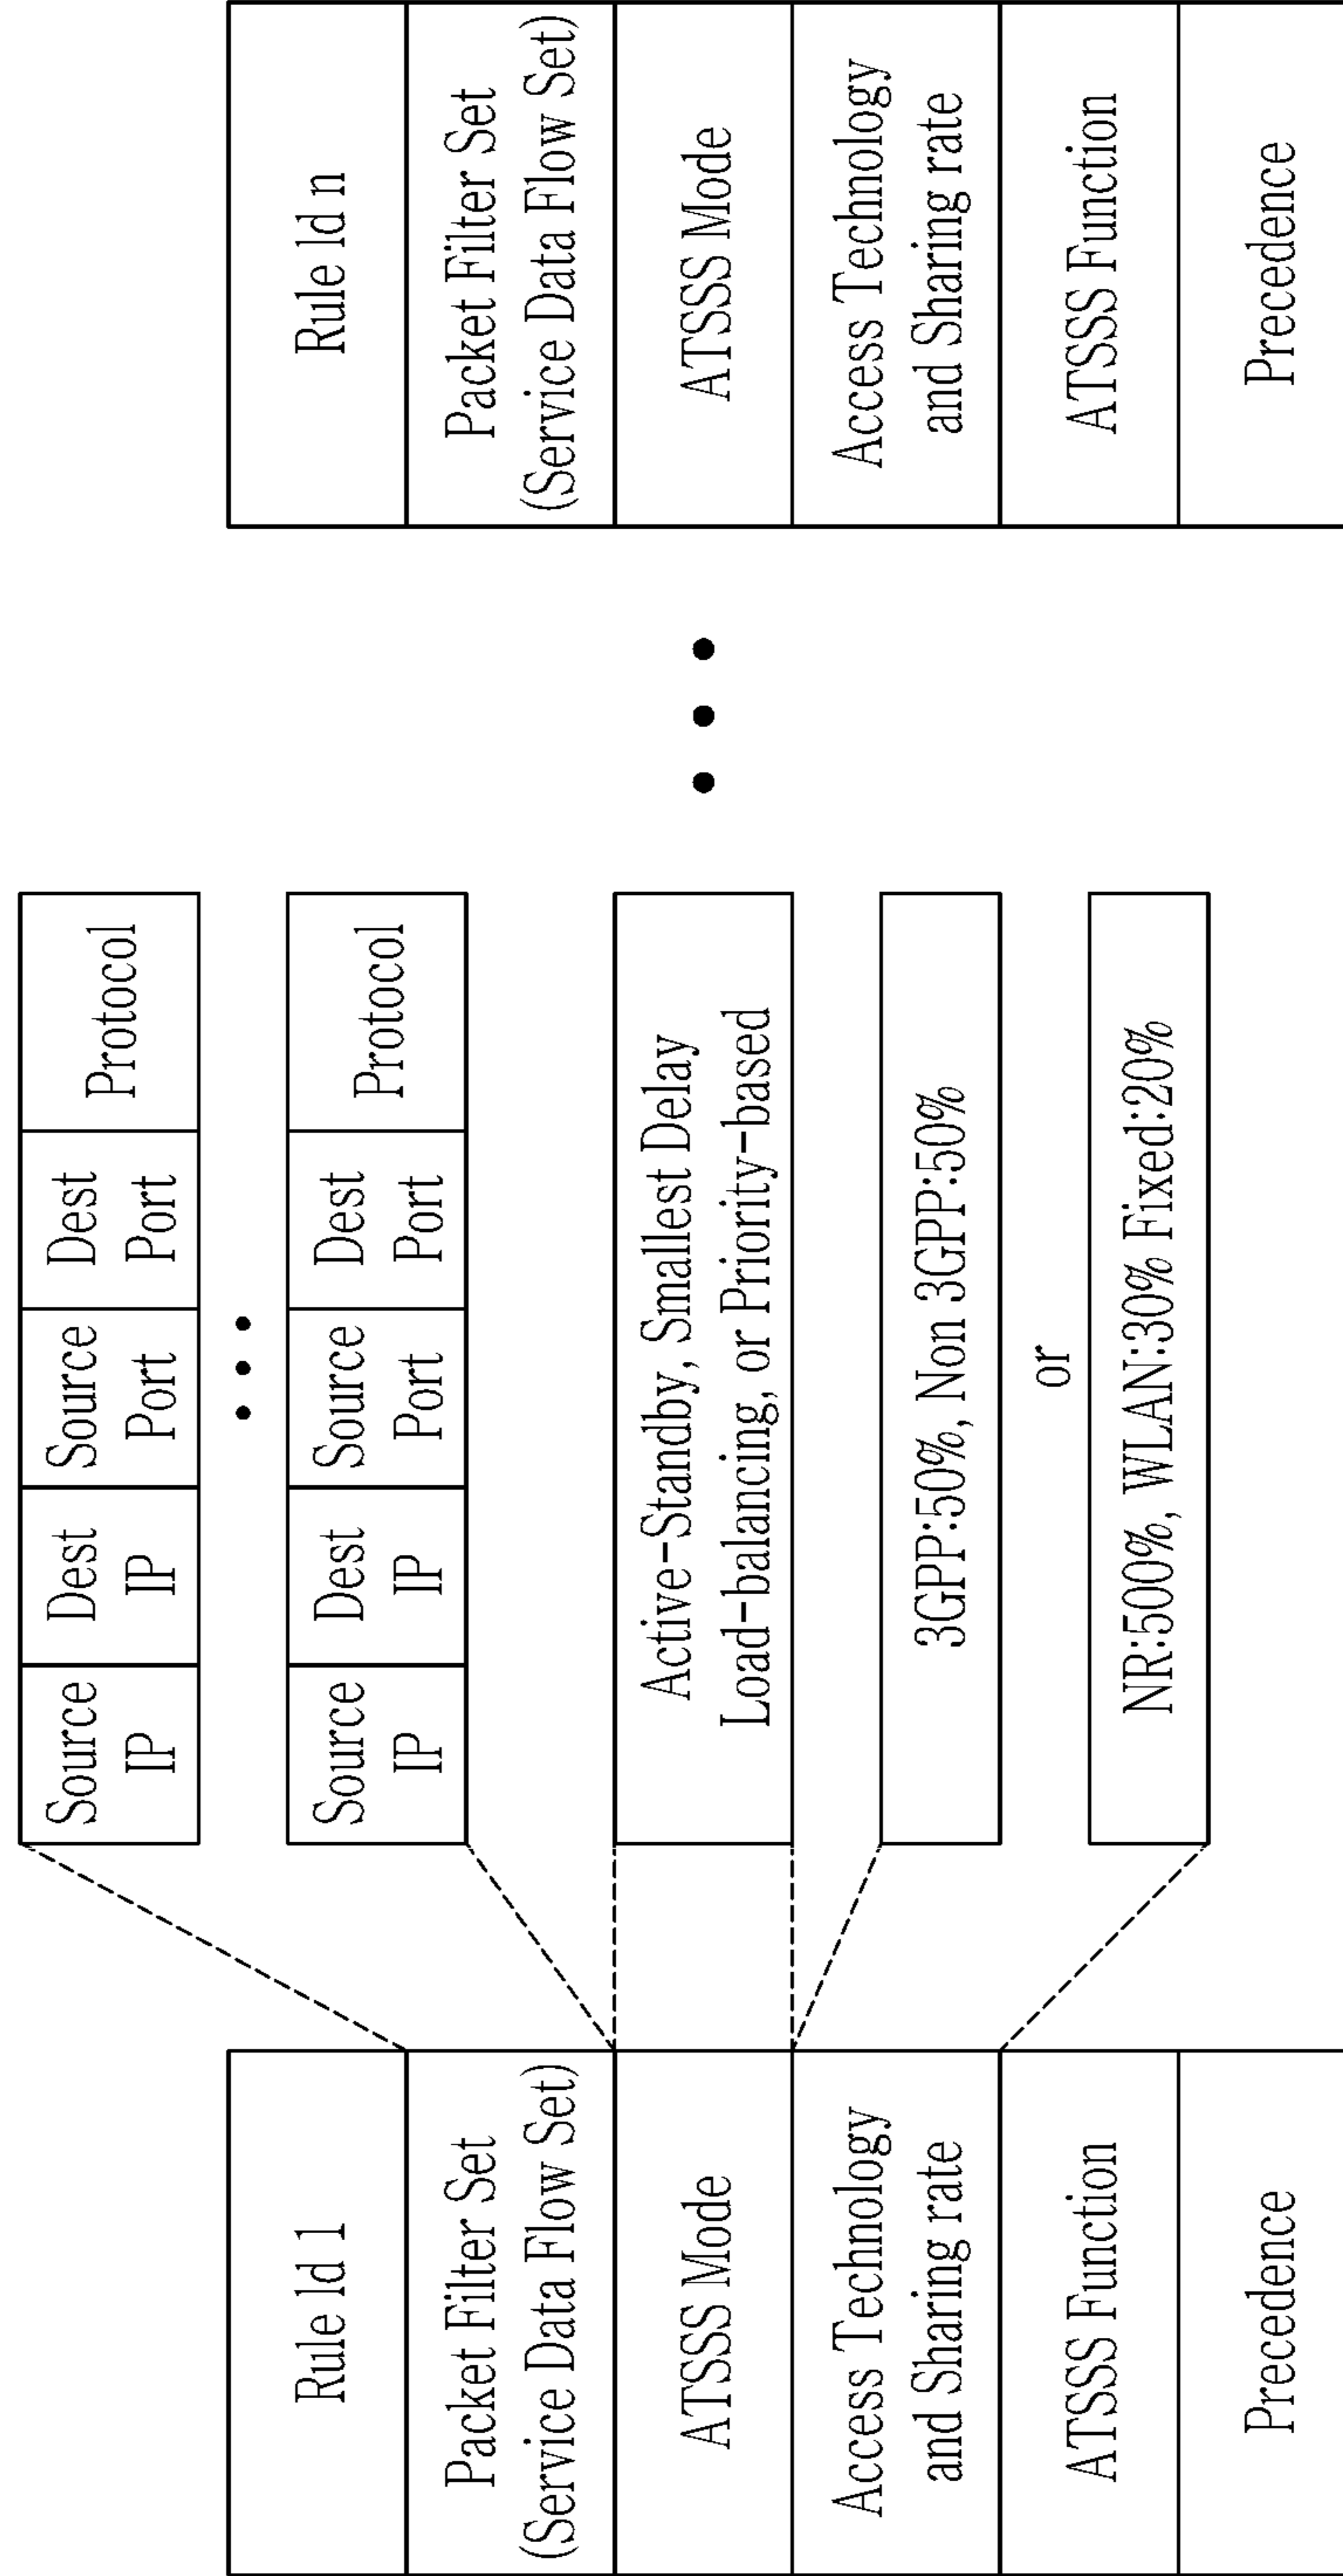 Rule Id 1
Packet Filter Set
(Service Data Flow Set)
ATSSS Mode
Access Technology
and Sharing rate
ATSSS Function
Precedence
Source
IP
Dest
IP
Source
Port
Dest
Port
Protocol
Source
IP
Dest
IP
Source
Port
Dest
Port
Protocol
Active-Standby, Smallest Delay
Load-balancing, or Priority-based
3GPP:50%, Non 3GPP:50%
or
NR:500%, WLAN:30% Fixed:20%
Rule Id n
Packet Filter Set
(Service Data Flow Set)
ATSSS Mode
Access Technology
and Sharing rate
ATSSS Function
Precedence